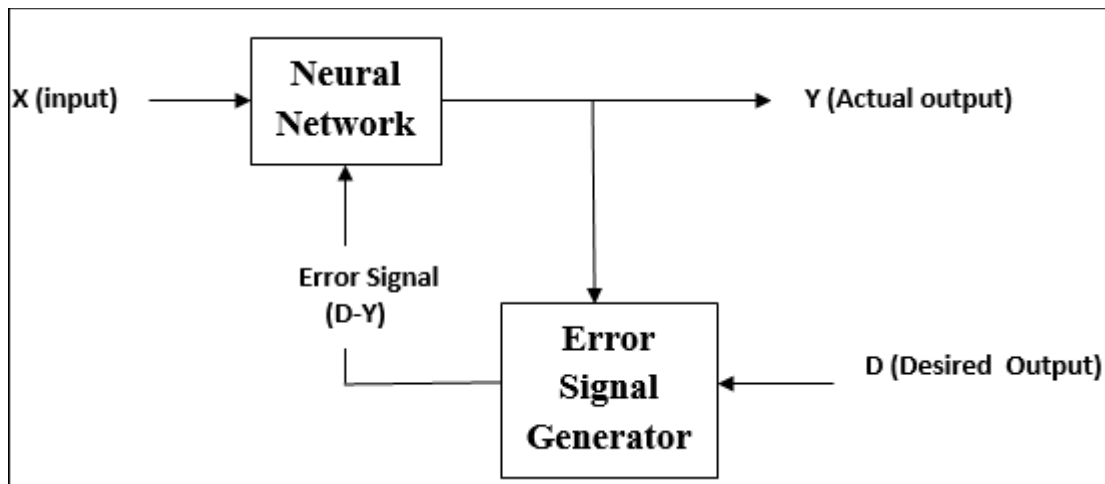 Neural
Network
X (input)
Y (Actual output)
Error Signal
(D-Y)
Error
Signal
Generator
D (Desired Output)